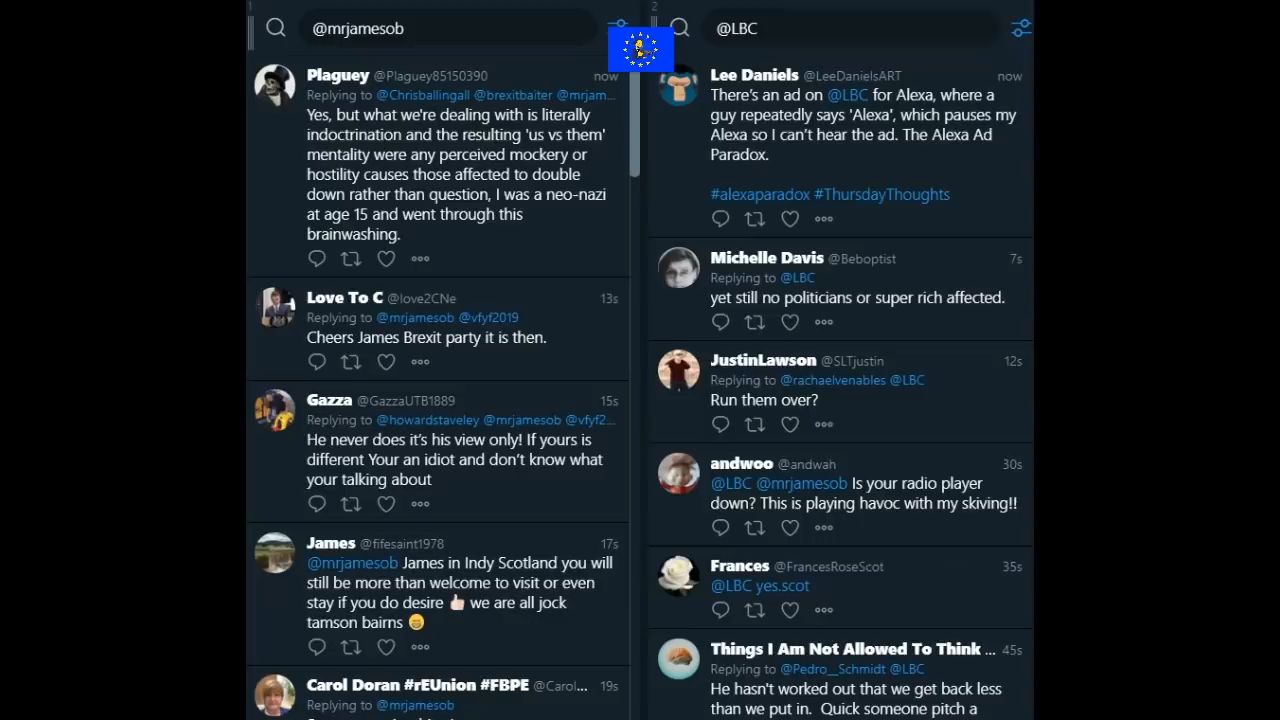 1
@mrjamesob
Plaguey @Plaguey85150390 now
Replying to @Chrisballingall @brexitbaiter @mrjam...
Yes, but what we're dealing with is literally
indoctrination and the resulting 'us vs them'
mentality were any perceived mockery or
hostility causes those affected to double
down rather than question, I was a neo-nazi
at age 15 and went through this
brainwashing.
Love To C @love2CNe 13s
Replying to @mrjamesob @vfyf2019
Cheers James Brexit party it is then.
Gazza @GazzaUTB1889 15s
Replying to @howardstaveley @mrjamesob @vfyf2...
He never does it's his view only! If yours is
different Your an idiot and don't know what
your talking about
James @fifesaint1978 17s
@mrjamesob James in Indy Scotland you will
still be more than welcome to visit or even
stay if you do desire 👍🏻 we are all jock
tamson bairns 😁
Carol Doran #rEUnion #FBPE @Carol... 19s
Replying to @mrjamesob
2
@LBC
Lee Daniels @LeeDanielsART now
There's an ad on @LBC for Alexa, where a
guy repeatedly says 'Alexa', which pauses my
Alexa so I can't hear the ad. The Alexa Ad
Paradox.
#alexaparadox #ThursdayThoughts
Michelle Davis @Beboptist 7s
Replying to @LBC
yet still no politicians or super rich affected.
JustinLawson @SLTjustin 12s
Replying to @rachaelvenables @LBC
Run them over?
andwoo @andwah 30s
@LBC @mrjamesob Is your radio player
down? This is playing havoc with my skiving!!
Frances @FrancesRoseScot 35s
@LBC yes.scot
Things I Am Not Allowed To Think ... 45s
Replying to @Pedro__Schmidt @LBC
He hasn't worked out that we get back less
than we put in. Quick someone pitch a